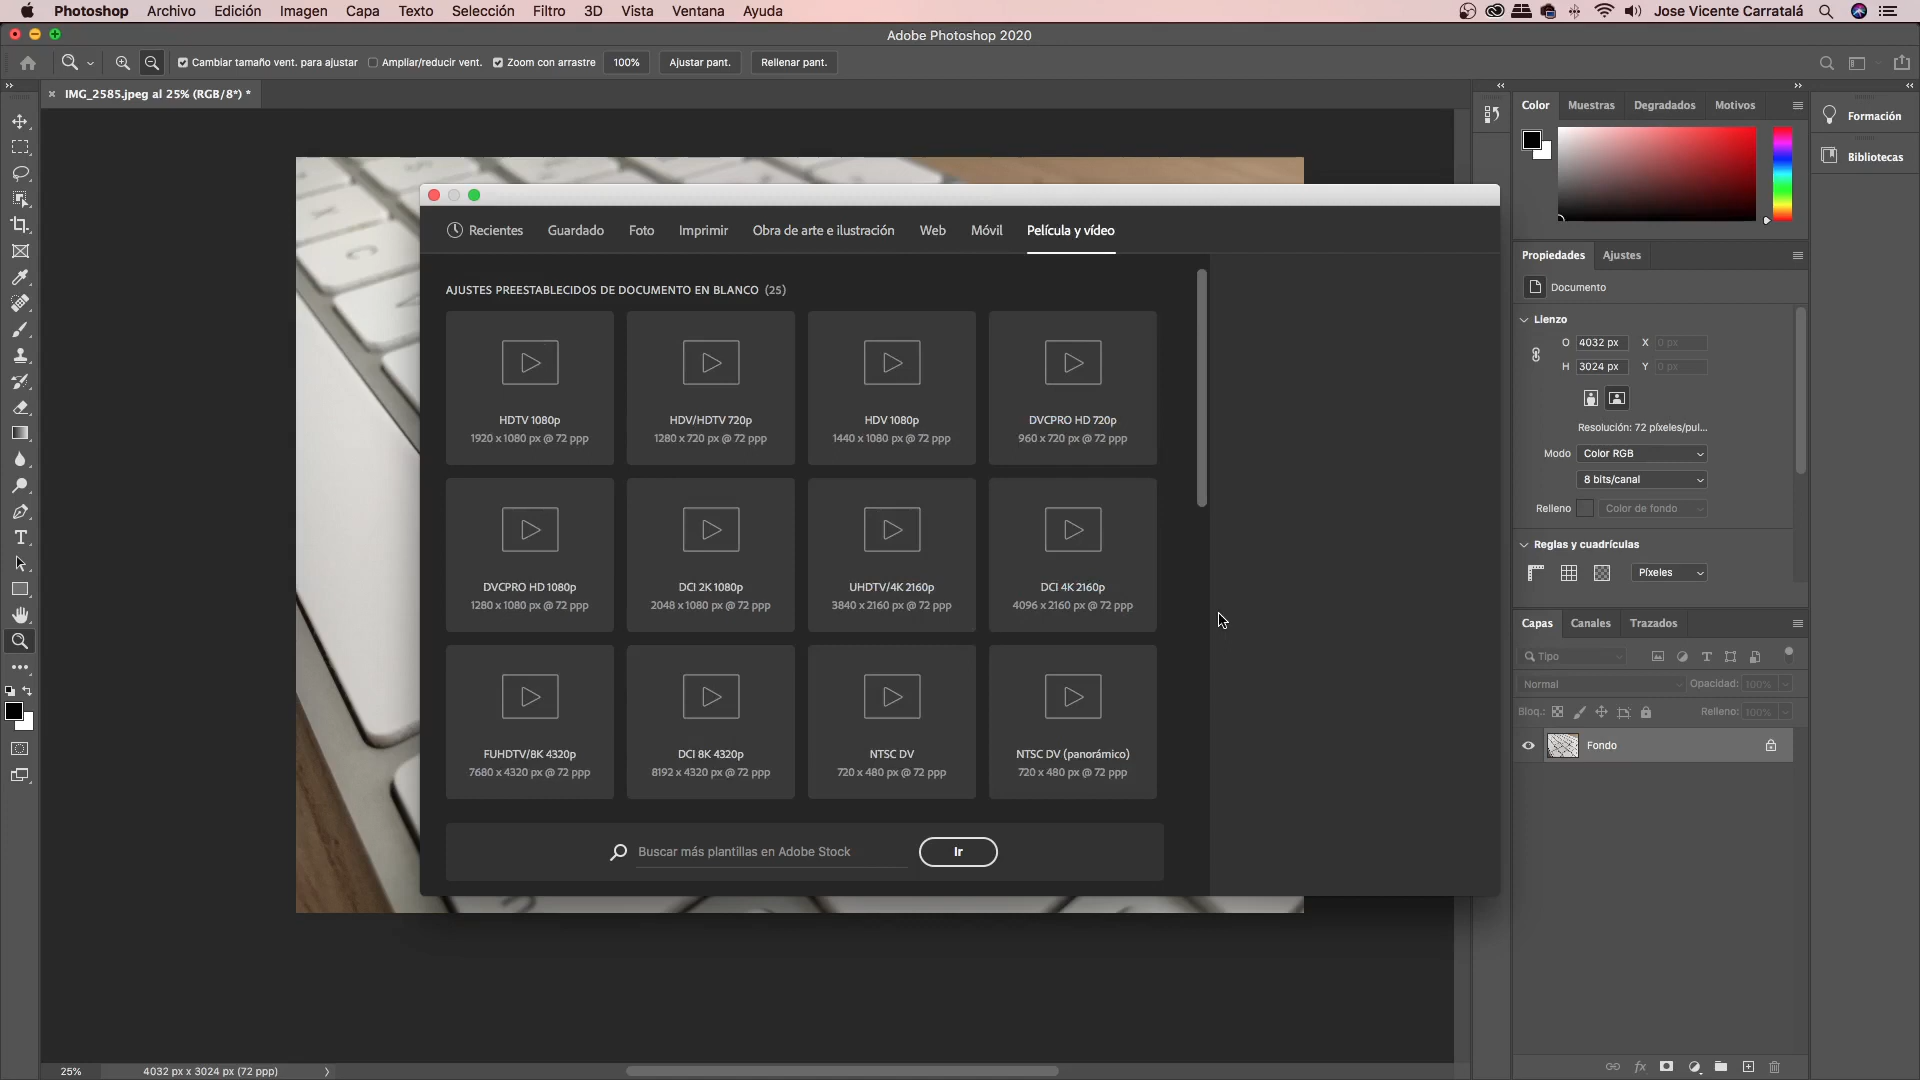 Photoshop Archivo Edición Imagen Capa Texto Selección Filtro 3D Vista Ventana Ayuda Jose Vicente Carratalá
Adobe Photoshop 2020
Cambiar tamaño vent. para ajustar Ampliar/reducir vent. Zoom con arrastre 100% Ajustar pant. Rellenar pant.
IMG_2585.jpeg al 25% (RGB/8*) *
Recientes Guardado Foto Imprimir Obra de arte e ilustración Web Móvil Película y vídeo
AJUSTES PREESTABLECIDOS DE DOCUMENTO EN BLANCO (25)
HDTV 1080p
1920 x 1080 px @ 72 ppp
HDV/HDTV 720p
1280 x 720 px @ 72 ppp
HDV 1080p
1440 x 1080 px @ 72 ppp
DVCPRO HD 720p
960 x 720 px @ 72 ppp
DVCPRO HD 1080p
1280 x 1080 px @ 72 ppp
DCI 2K 1080p
2048 x 1080 px @ 72 ppp
UHDTV/4K 2160p
3840 x 2160 px @ 72 ppp
DCI 4K 2160p
4096 x 2160 px @ 72 ppp
FUHDTV/8K 4320p
7680 x 4320 px @ 72 ppp
DCI 8K 4320p
8192 x 4320 px @ 72 ppp
NTSC DV
720 x 480 px @ 72 ppp
NTSC DV (panorámico)
720 x 480 px @ 72 ppp
Buscar más plantillas en Adobe Stock Ir
Color Muestras Degradados Motivos
Formación
Bibliotecas
Propiedades Ajustes
Documento
Lienzo
O 4032 px X 0 px
H 3024 px Y 0 px
Resolución: 72 píxeles/pul...
Modo Color RGB
8 bits/canal
Relleno Color de fondo
Reglas y cuadrículas
Píxeles
Capas Canales Trazados
Tipo
Normal Opacidad: 100%
Bloq.: Relleno: 100%
Fondo
25% 4032 px x 3024 px (72 ppp)